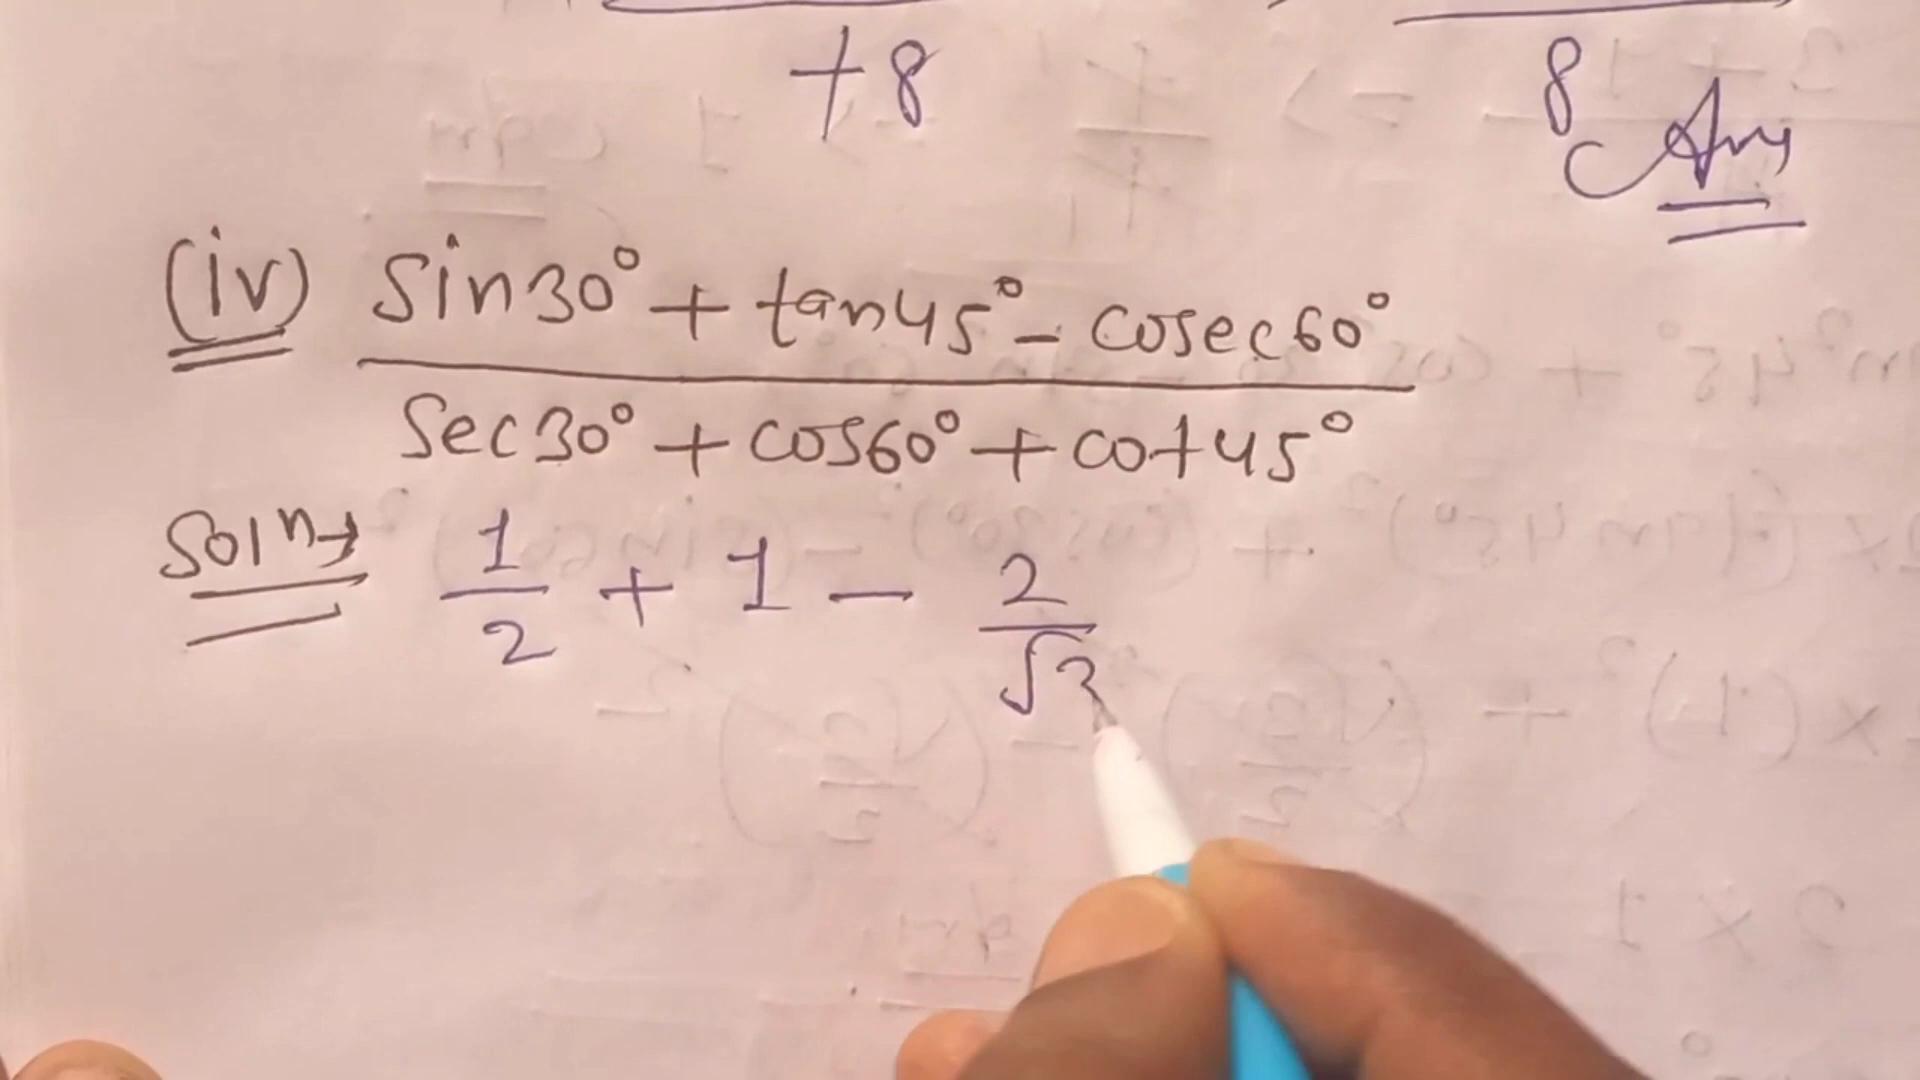 +8
8 Ans
(iv) sin30° + tan45° - cosec60°
sec30° + cos60° + cot45°
Soln→ 1/2 + 1 - 2/√3